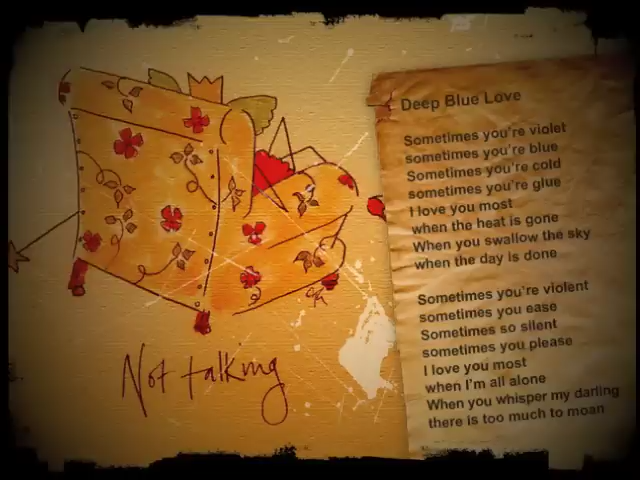 Deep Blue Love
Sometimes you're violet
sometimes you're blue
Sometimes you're cold
sometimes you're glue
I love you most
when the heat is gone
When you swallow the sky
when the day is done
Sometimes you're violent
sometimes you ease
Sometimes so silent
sometimes you please
I love you most
when I'm all alone
When you whisper my darling
there is too much to moan
Not talking